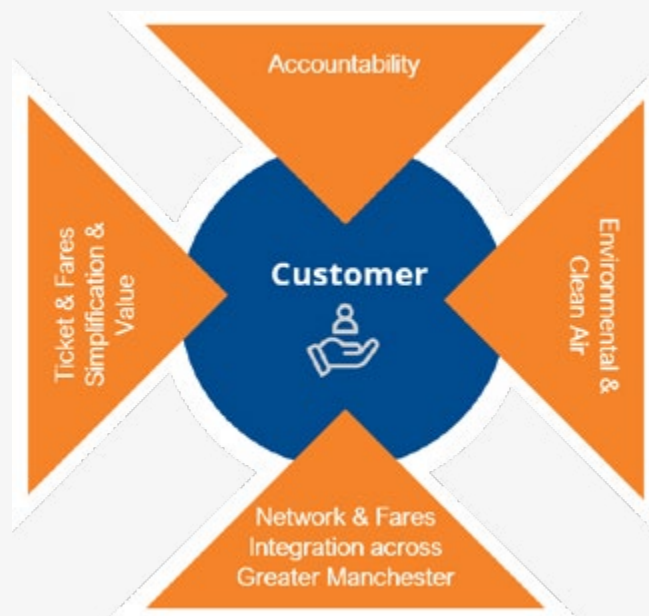 Accountability
Ticket & Fares
Simplification &
Value
Customer
Environmental &
Clean Air
Network & Fares
Integration across
Greater Manchester